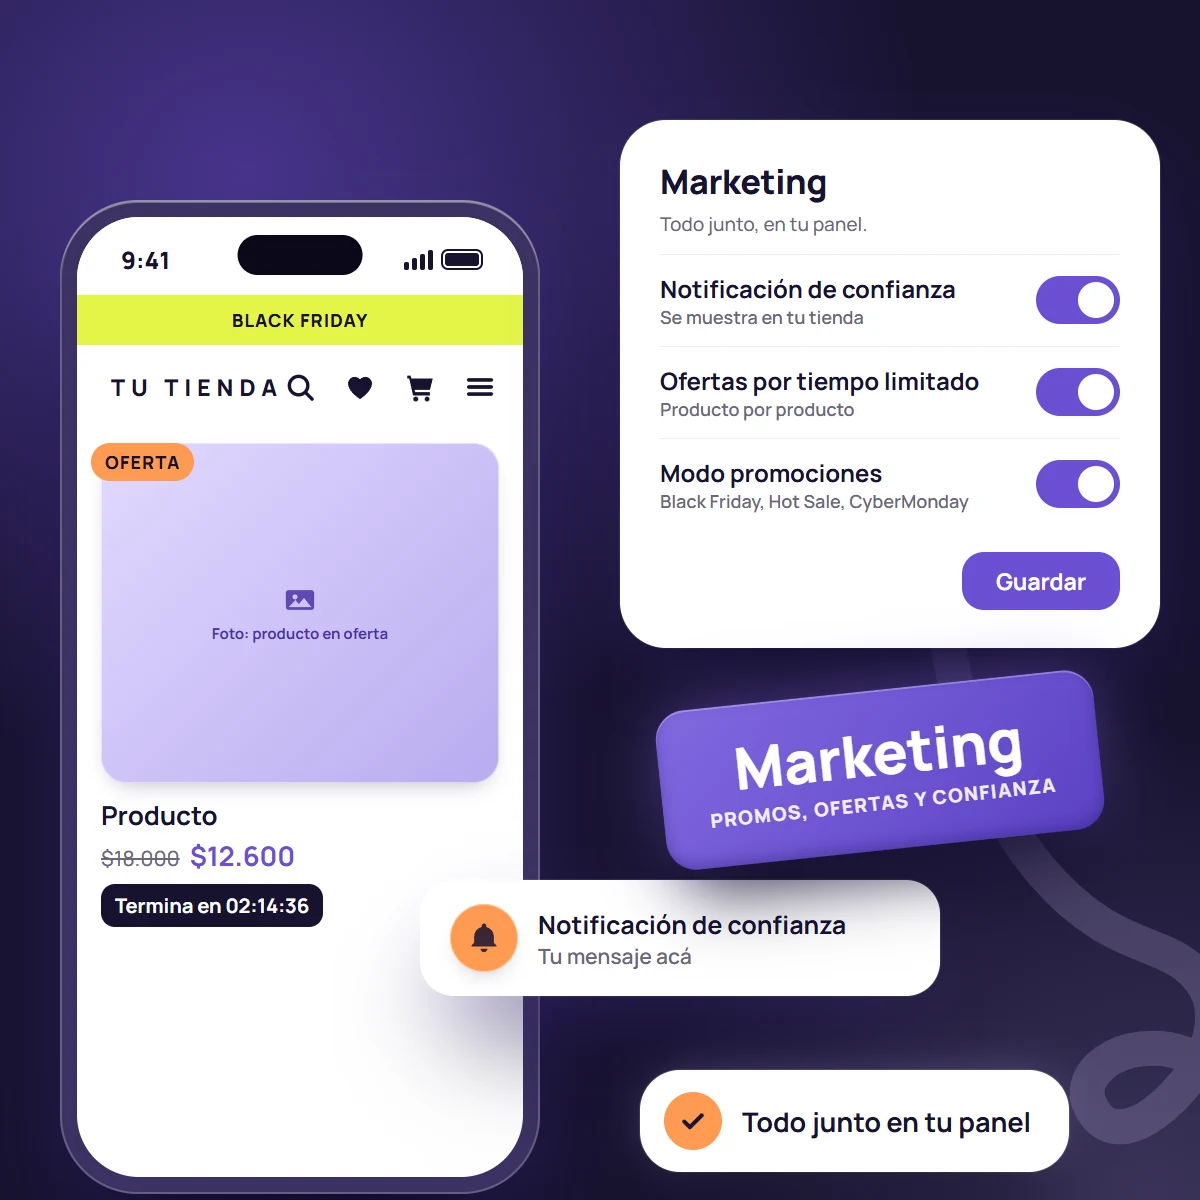 9:41
BLACK FRIDAY
TU TIENDA
OFERTA
Foto: producto en oferta
Producto
$18.000 $12.600
Termina en 02:14:36
Marketing
Todo junto, en tu panel.
Notificación de confianza
Se muestra en tu tienda
Ofertas por tiempo limitado
Producto por producto
Modo promociones
Black Friday, Hot Sale, CyberMonday
Guardar
Marketing
PROMOS, OFERTAS Y CONFIANZA
Notificación de confianza
Tu mensaje acá
Todo junto en tu panel